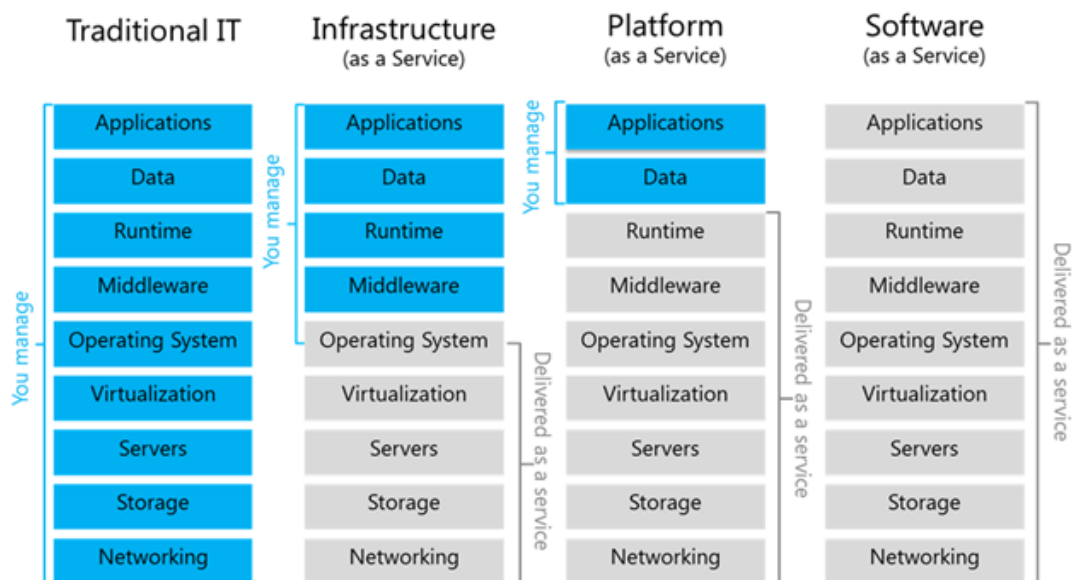 Traditional IT
Infrastructure
(as a Service)
Platform
(as a Service)
Software
(as a Service)
You manage
Applications
Data
Runtime
Middleware
Operating System
Virtualization
Servers
Storage
Networking
You manage
Applications
Data
Runtime
Middleware
Operating System
Virtualization
Servers
Storage
Networking
Delivered as a service
You manage
Applications
Data
Runtime
Middleware
Operating System
Virtualization
Servers
Storage
Networking
Delivered as a service
Applications
Data
Runtime
Middleware
Operating System
Virtualization
Servers
Storage
Networking
Delivered as a service